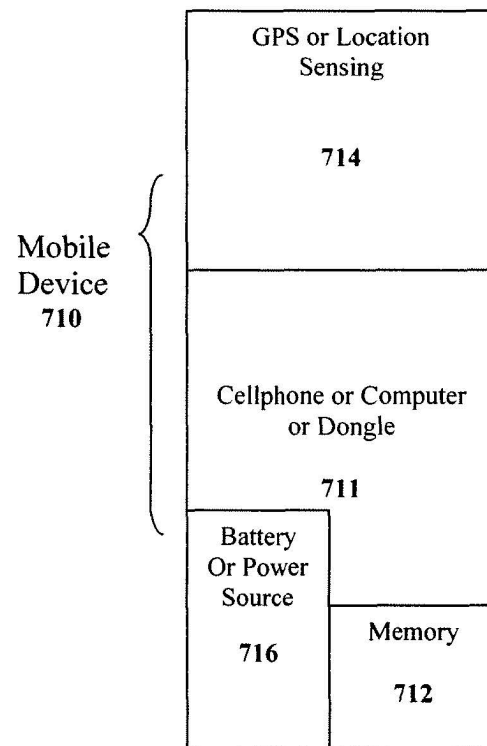 GPS or Location
Sensing
714
Mobile
Device
710
Cellphone or Computer
or Dongle
711
Battery
Or Power
Source
716
Memory
712